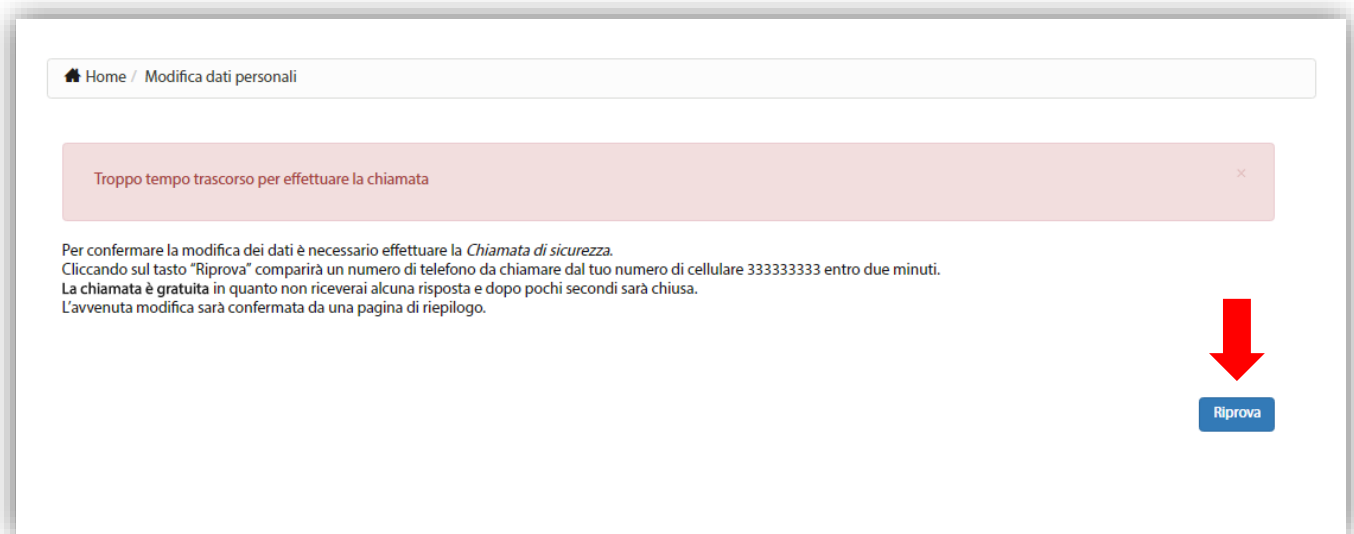 Home / Modifica dati personali
Troppo tempo trascorso per effettuare la chiamata ×
Per confermare la modifica dei dati è necessario effettuare la Chiamata di sicurezza.
Cliccando sul tasto “Riprova” comparirà un numero di telefono da chiamare dal tuo numero di cellulare 333333333 entro due minuti.
La chiamata è gratuita in quanto non riceverai alcuna risposta e dopo pochi secondi sarà chiusa.
L’avvenuta modifica sarà confermata da una pagina di riepilogo.
Riprova